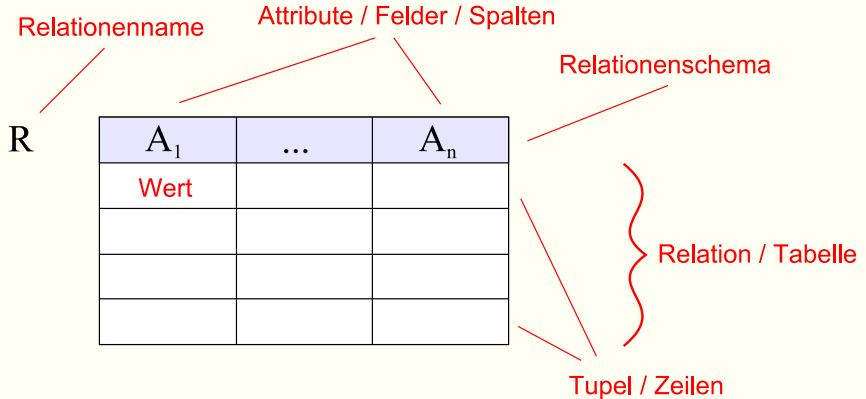 Relationenname
Attribute / Felder / Spalten
Relationenschema
R
A₁ ... Aₙ
Wert
Relation / Tabelle
Tupel / Zeilen